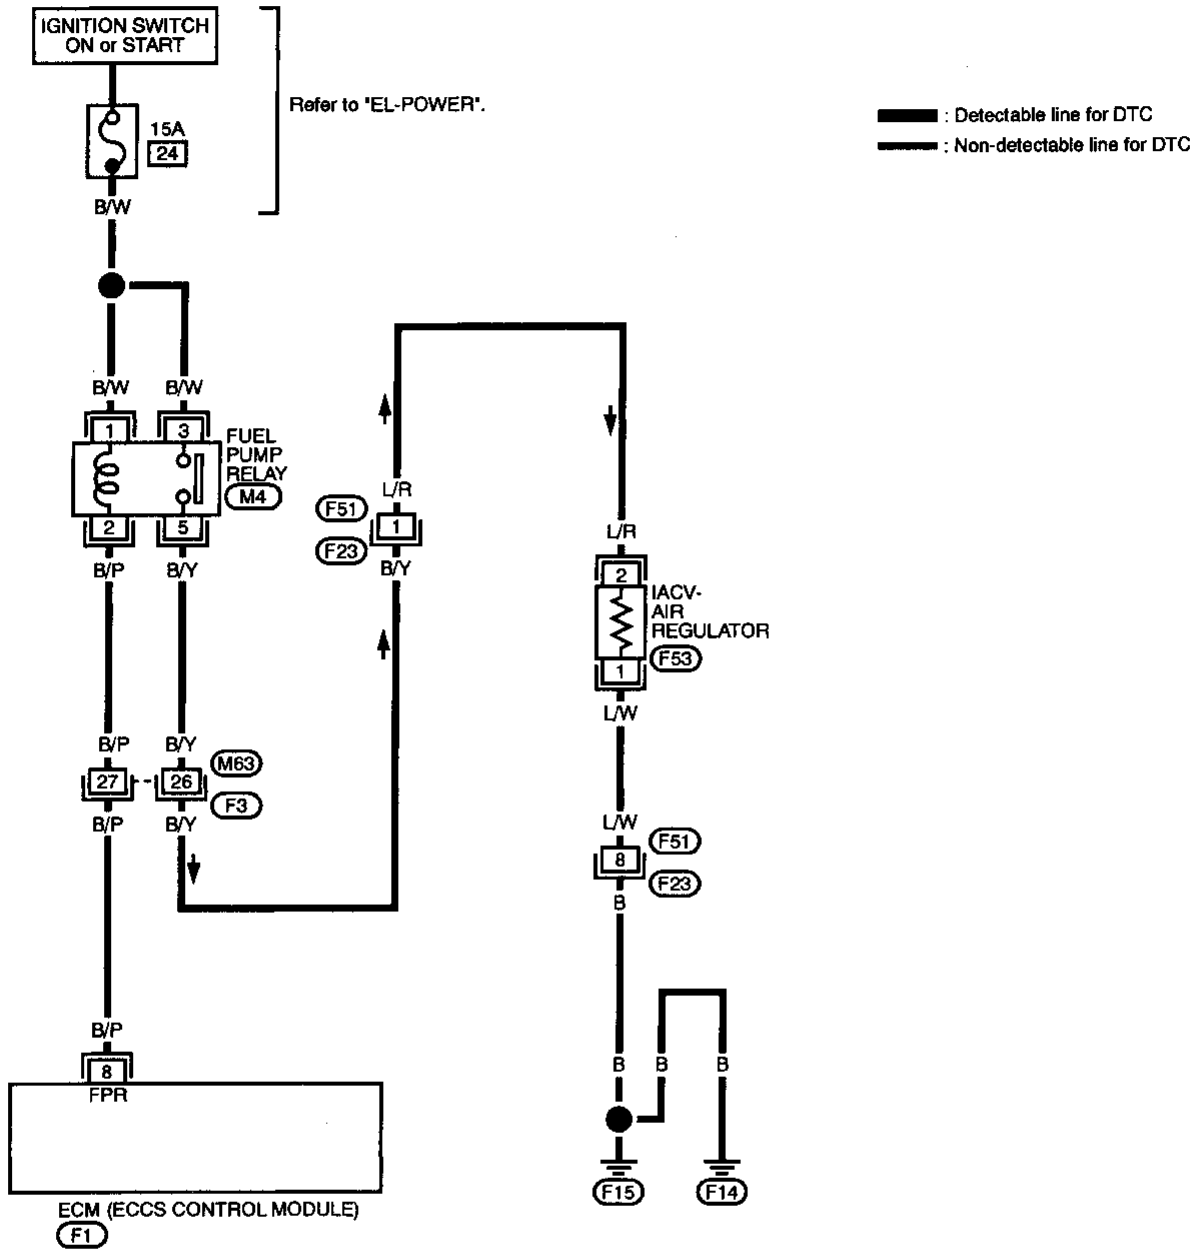 IGNITION SWITCH
ON or START
Refer to "EL-POWER".
15A
24
B/W
: Detectable line for DTC
: Non-detectable line for DTC
B/W
B/W
1
3
FUEL
PUMP
RELAY
M4
2
5
B/P
B/Y
L/R
F51
1
F23
B/Y
L/R
2
IACV-
AIR
REGULATOR
F53
1
L/W
B/P
B/Y
27
26
M63
F3
B/P
B/Y
L/W
F51
8
F23
B
B/P
8
FPR
B
B
B
F15
F14
ECM (ECCS CONTROL MODULE)
F1